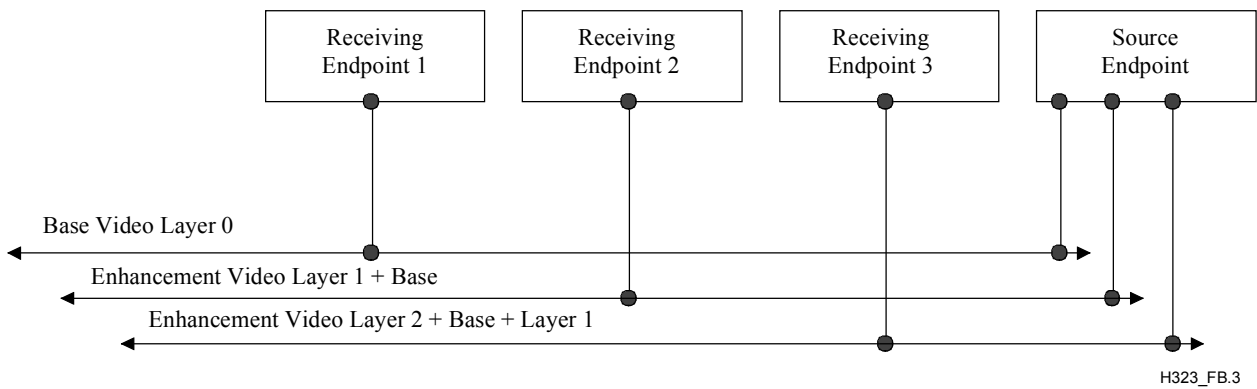 Receiving
Endpoint 1
Receiving
Endpoint 2
Receiving
Endpoint 3
Source
Endpoint
Base Video Layer 0
Enhancement Video Layer 1 + Base
Enhancement Video Layer 2 + Base + Layer 1
H323_FB.3